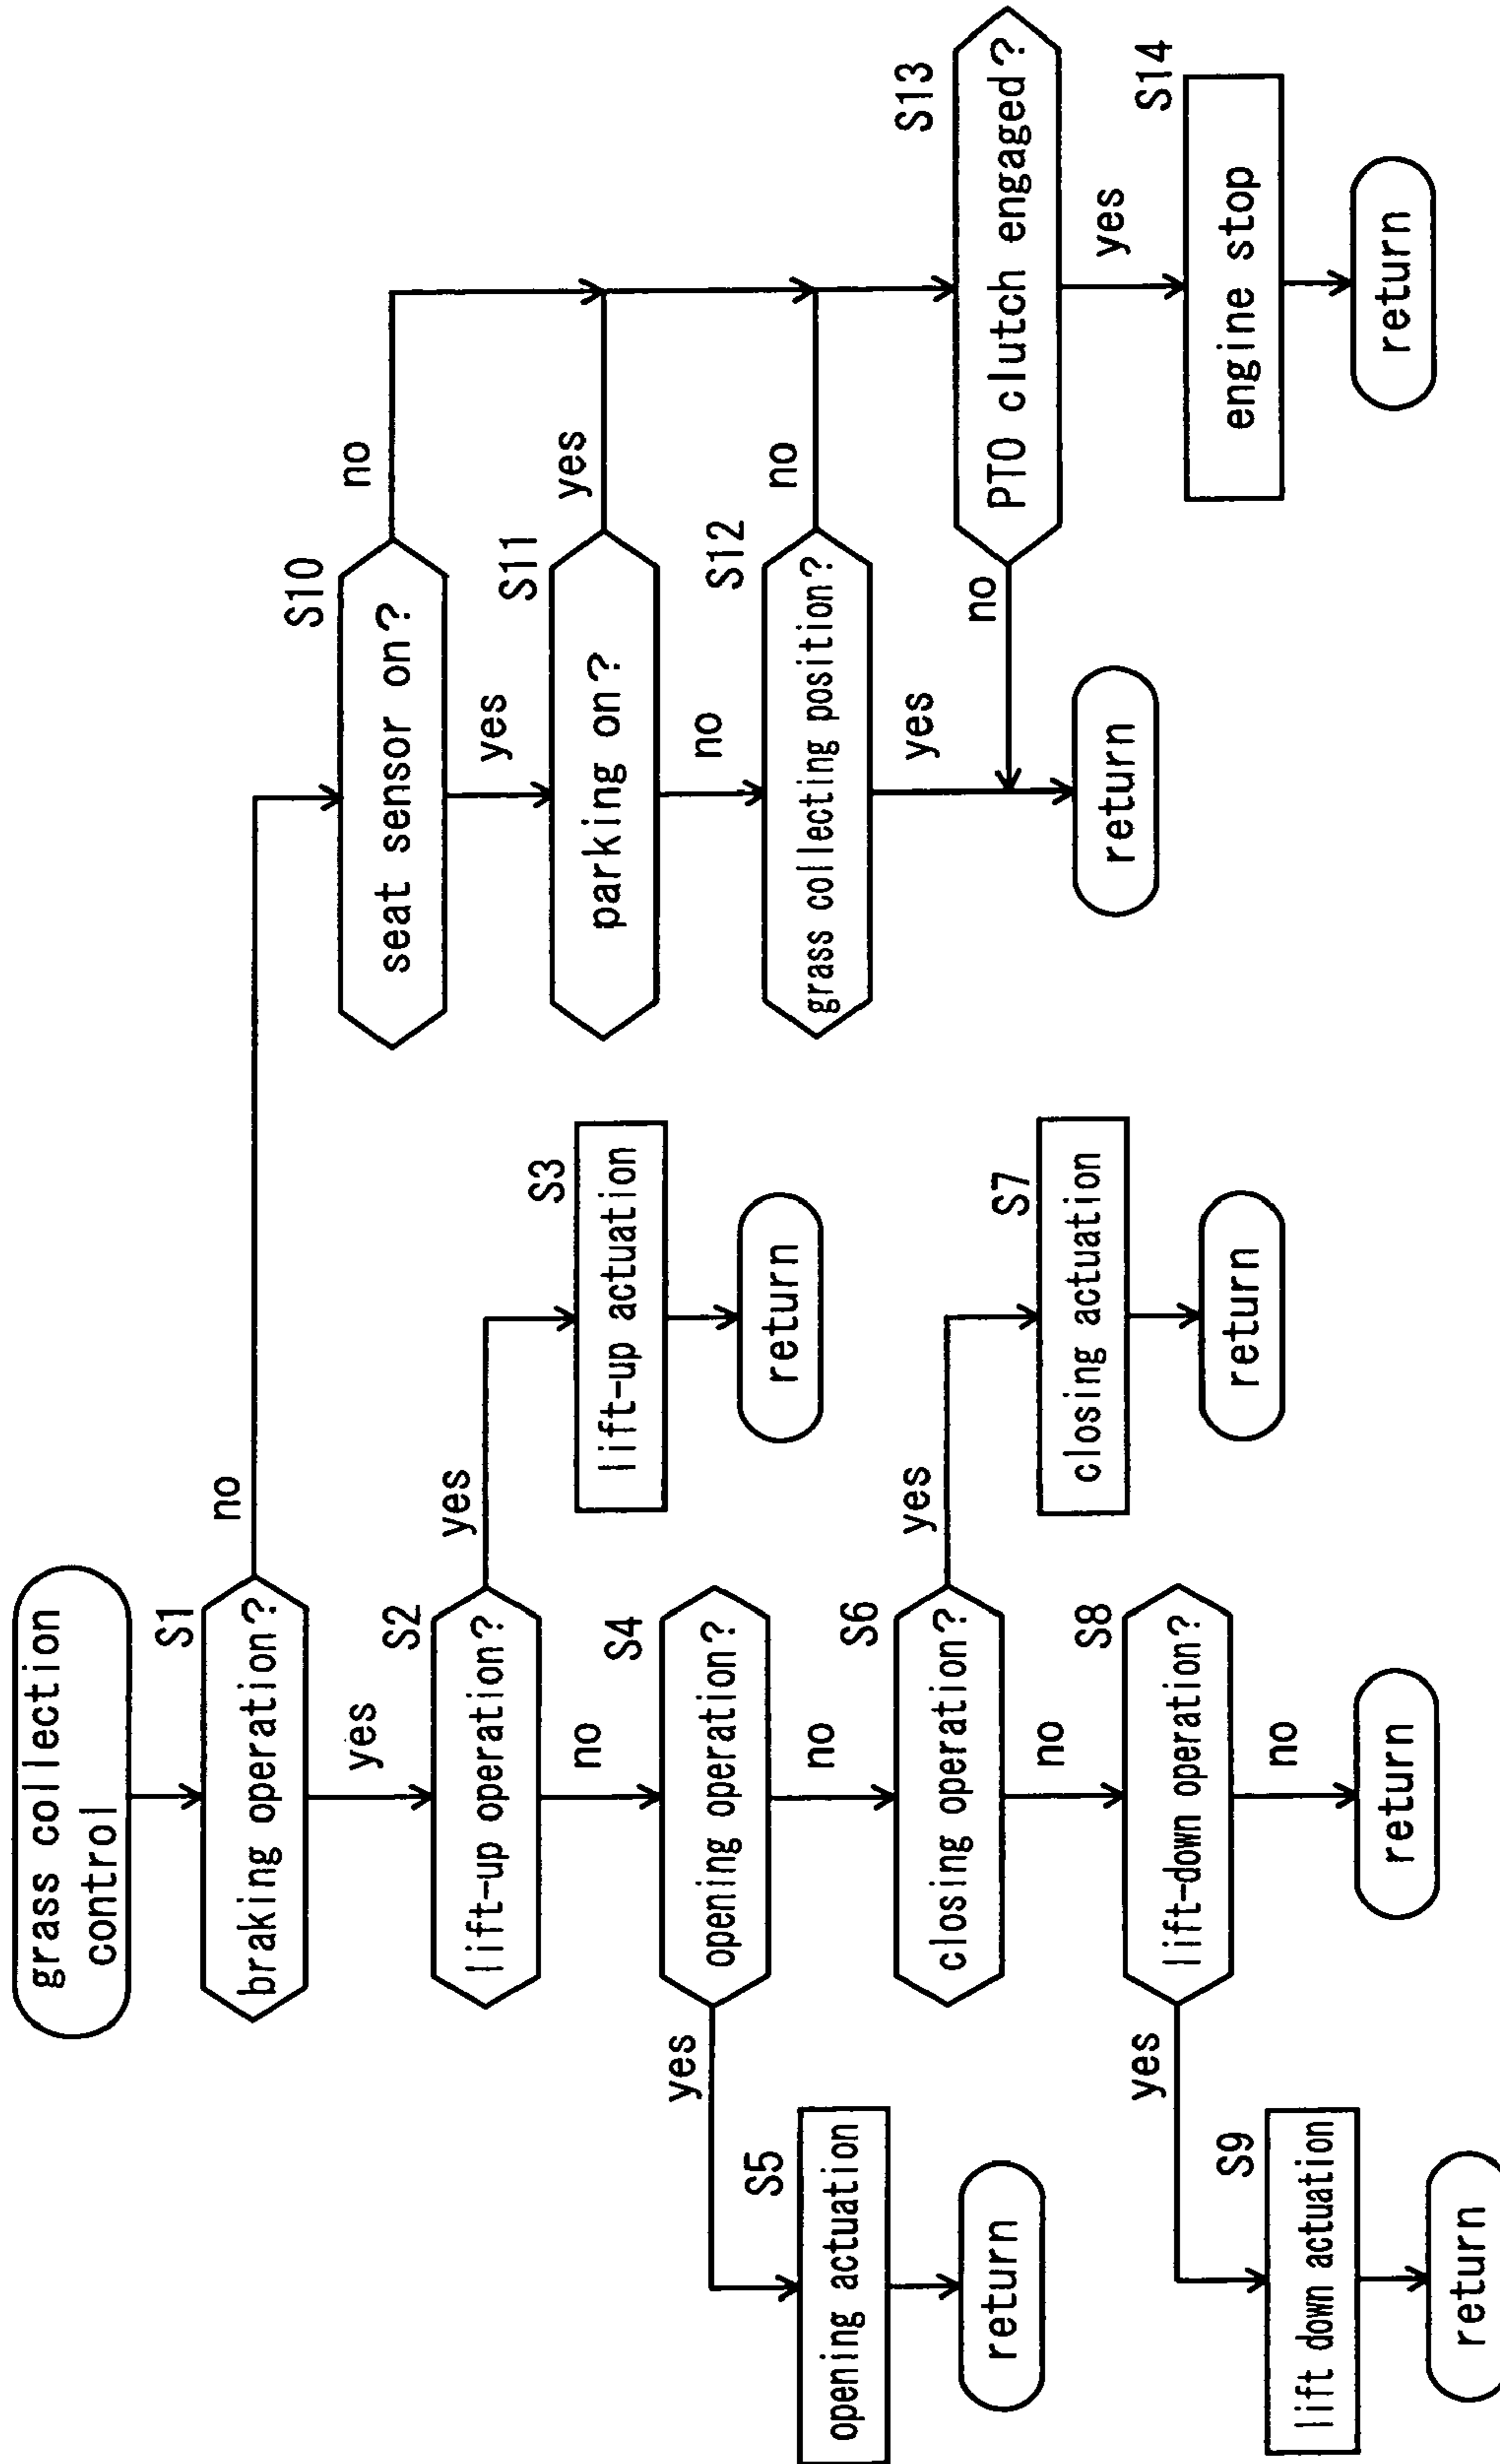 grass collection
control
S1
braking operation?
no
yes
S2
lift-up operation?
yes
S3
lift-up actuation
return
no
S4
opening operation?
yes
S5
opening actuation
return
no
S6
closing operation?
yes
S7
closing actuation
return
no
S8
lift-down operation?
yes
S9
lift down actuation
return
no
return
S10
seat sensor on?
no
yes
S11
parking on?
yes
no
S12
grass collecting position?
no
yes
return
S13
PTO clutch engaged?
no
yes
S14
engine stop
return